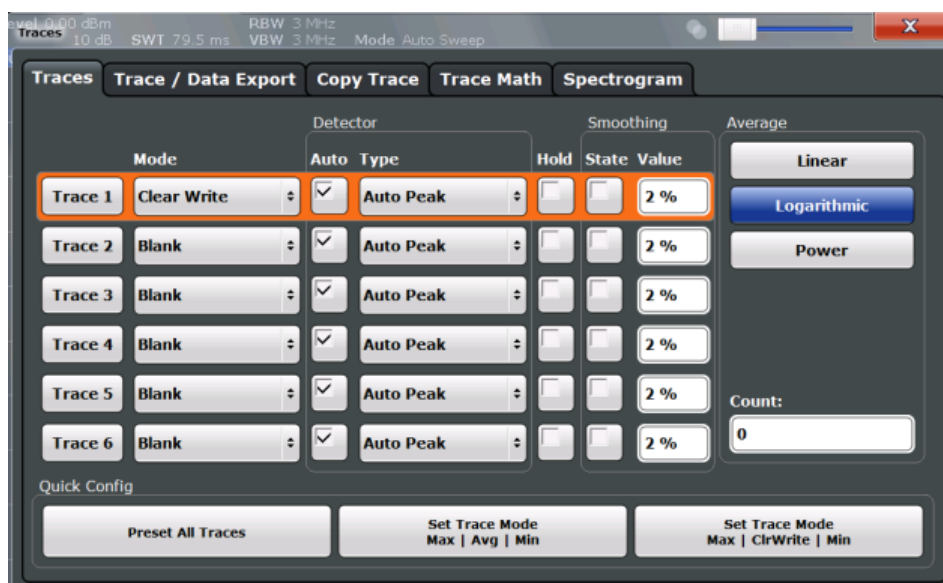 0.00 dBm RBW 3 MHz
Traces 10 dB SWT 79.5 ms VBW 3 MHz Mode Auto Sweep
X
Traces Trace / Data Export Copy Trace Trace Math Spectrogram
Detector Smoothing Average
Mode Auto Type Hold State Value
Linear
Trace 1 Clear Write Auto Peak 2 %
Logarithmic
Trace 2 Blank Auto Peak 2 %
Power
Trace 3 Blank Auto Peak 2 %
Trace 4 Blank Auto Peak 2 %
Trace 5 Blank Auto Peak 2 %
Count:
Trace 6 Blank Auto Peak 2 %
0
Quick Config
Preset All Traces
Set Trace Mode
Max | Avg | Min
Set Trace Mode
Max | ClrWrite | Min